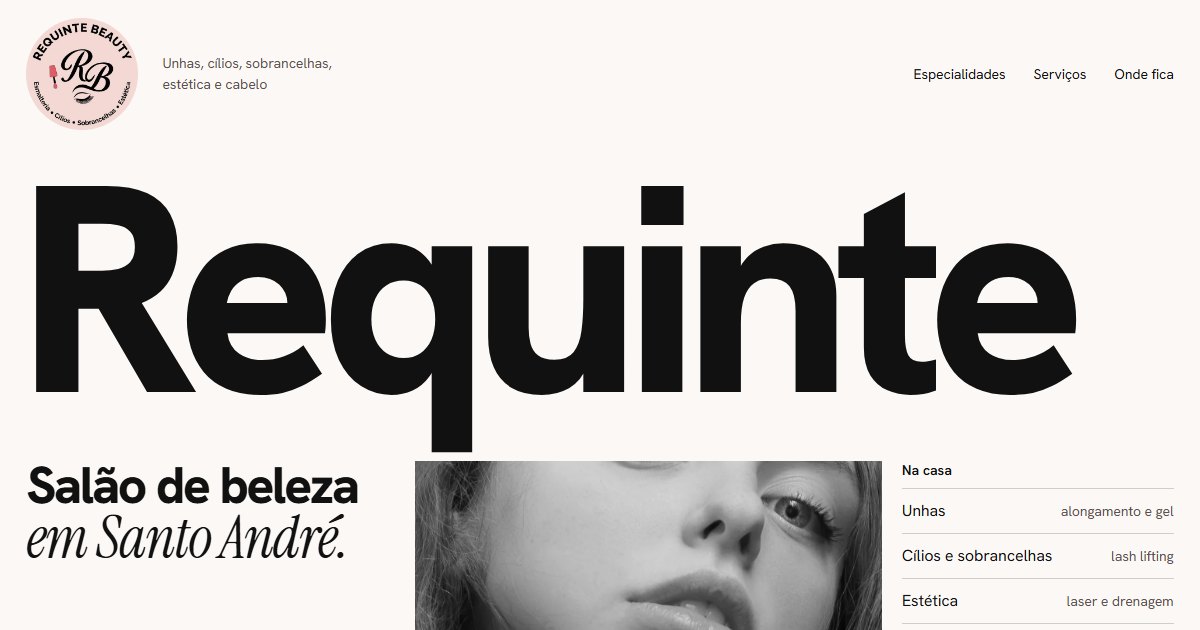 REQUINTE BEAUTY
RB
Esmalteria • Cílios • Sobrancelhas • Estética
Unhas, cílios, sobrancelhas,
estética e cabelo
Especialidades
Serviços
Onde fica
Requinte
Salão de beleza
em Santo André.
Na casa
Unhas alongamento e gel
Cílios e sobrancelhas lash lifting
Estética laser e drenagem